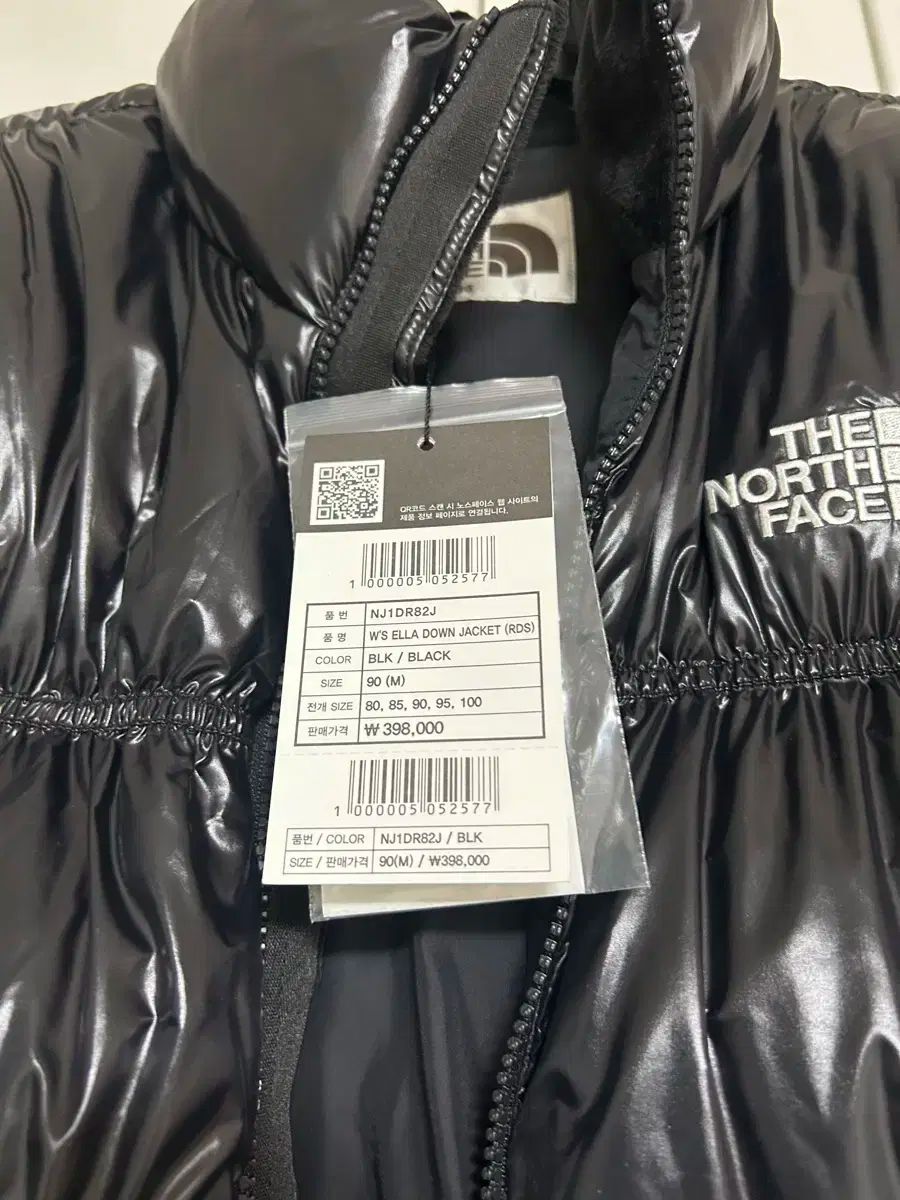 THE
NORTH
FACE
QR코드 스캔 시 노스페이스 웹 사이트의
제품 정보 페이지로 연결됩니다.
1 000005 052577
품 번 NJ1DR82J
품 명 W'S ELLA DOWN JACKET (RDS)
COLOR BLK / BLACK
SIZE 90 (M)
전개 SIZE 80, 85, 90, 95, 100
판매가격 ₩ 398,000
1 000005 052577
품번 / COLOR NJ1DR82J / BLK
SIZE / 판매가격 90(M) / ₩398,000